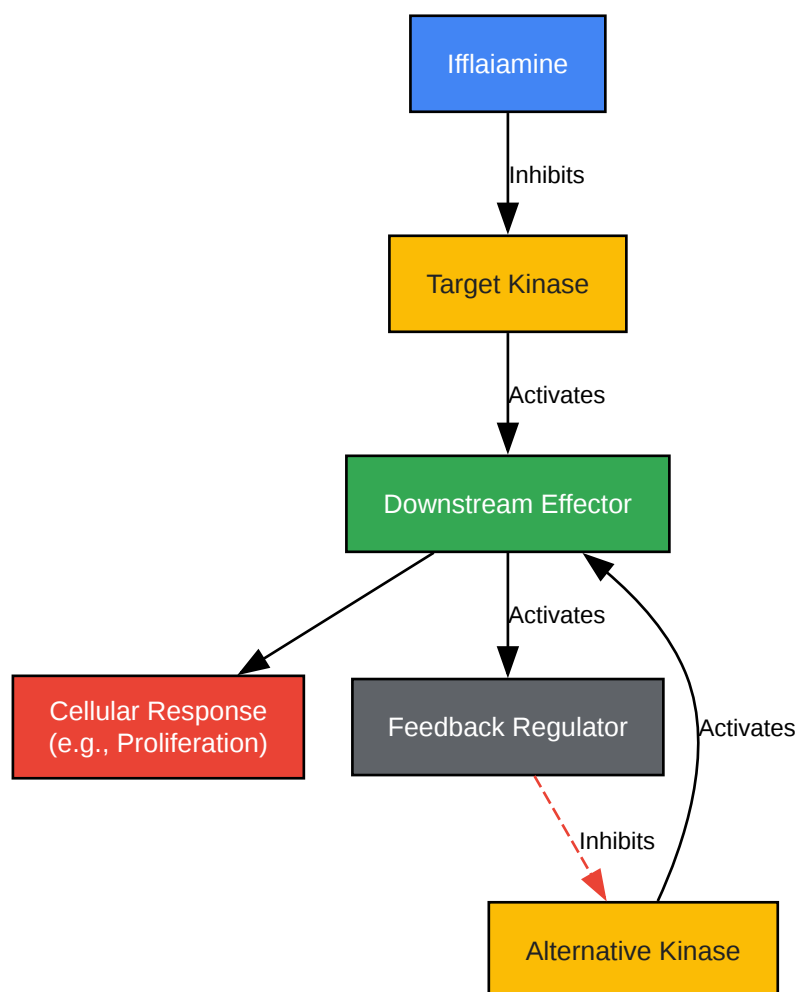 Ifflaiamine
Inhibits
Target Kinase
Activates
Downstream Effector
Activates
Cellular Response
(e.g., Proliferation)
Feedback Regulator
Activates
Inhibits
Alternative Kinase